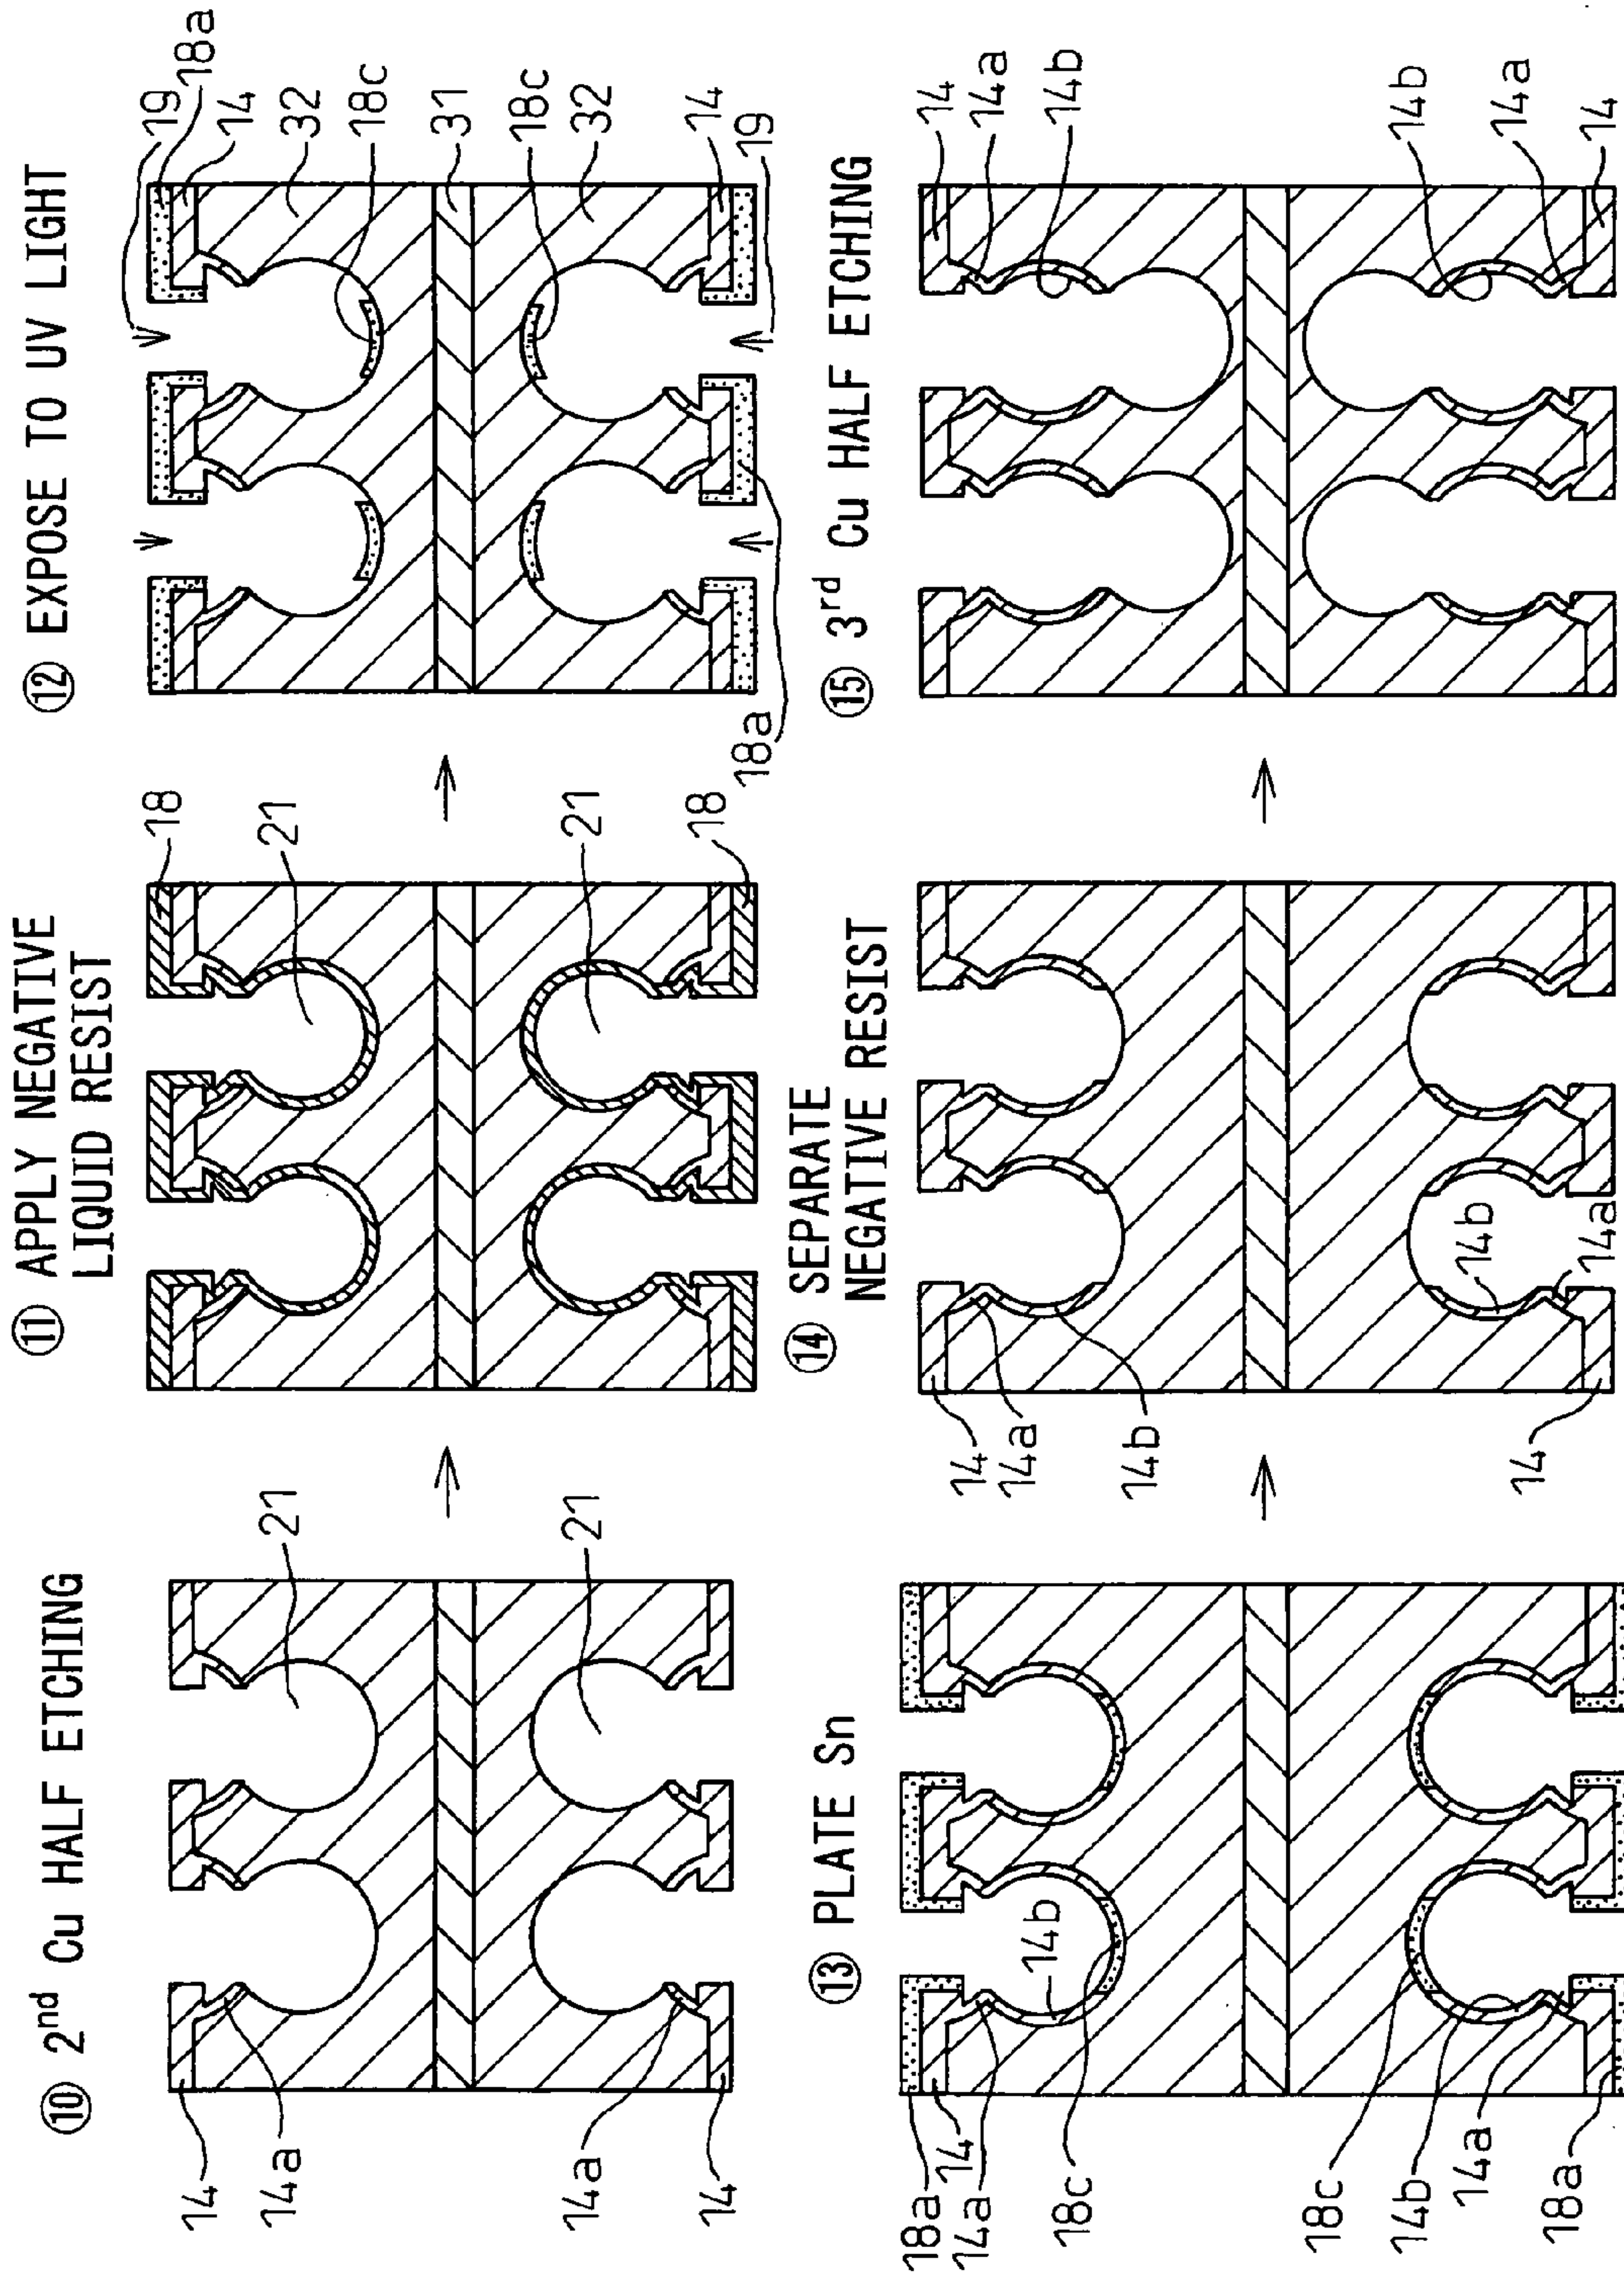 ⑩ 2nd Cu HALF ETCHING
14
14a
21
21
14a
14
⑪ APPLY NEGATIVE
LIQUID RESIST
18
21
21
18
⑫ EXPOSE TO UV LIGHT
19
18a
14
32
18c
31
18c
32
14
19
18a
⑬ PLATE Sn
18a
14
14a
18c
14b
18c
14b
14a
18a
⑭ SEPARATE
NEGATIVE RESIST
14
14a
14b
14b
14a
14
⑮ 3rd Cu HALF ETCHING
14
14a
14b
14b
14a
14